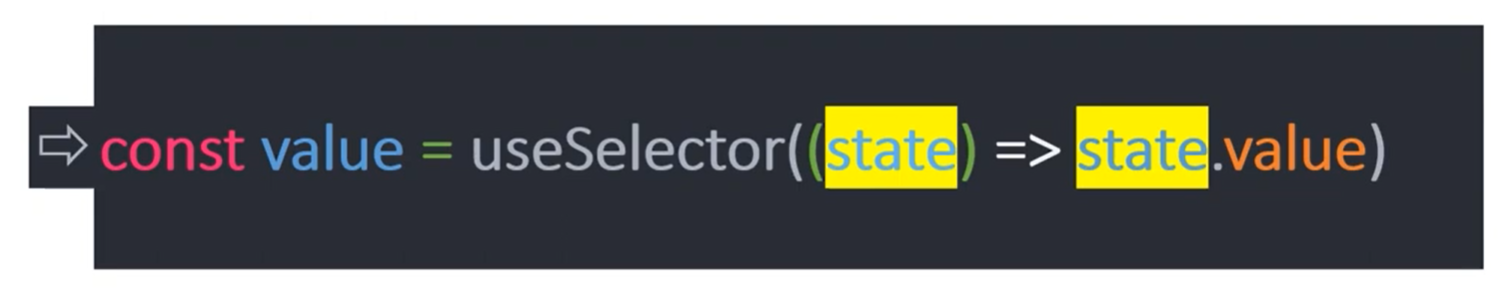 const value = useSelector((state) => state.value)